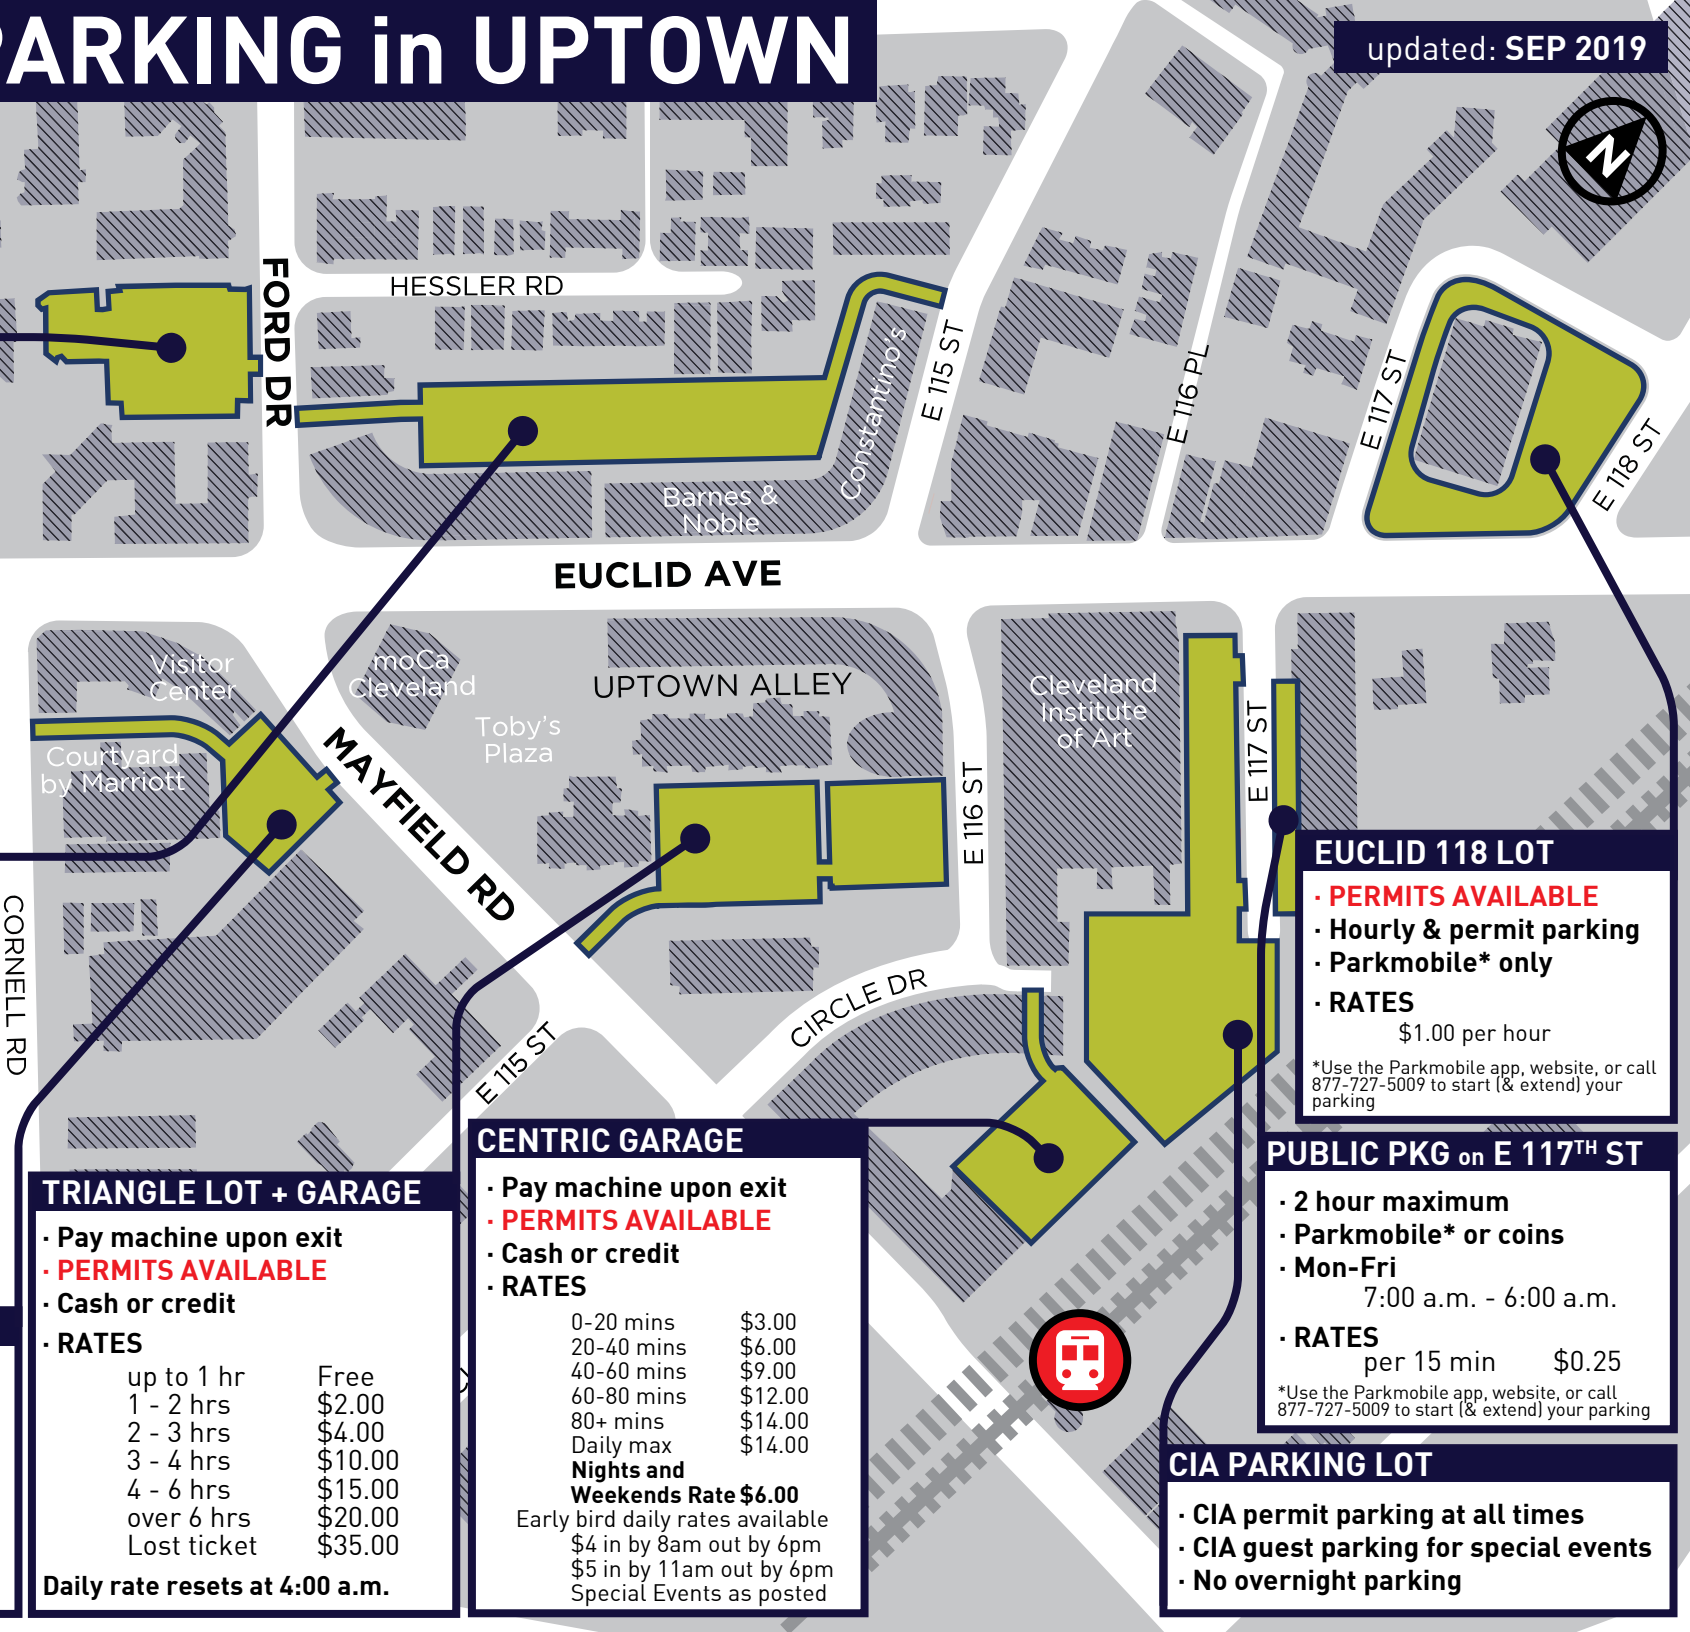 PARKING in UPTOWN
updated: SEP 2019
N
FORD DR
HESSLER RD
Constantino's
E 115 ST
E 116 PL
E 117 ST
E 118 ST
Barnes &
Noble
EUCLID AVE
Visitor
Center
moCa
Cleveland
UPTOWN ALLEY
Toby's
Plaza
Cleveland
Institute
of Art
E 117 ST
Courtyard
by Marriott
MAYFIELD RD
E 116 ST
CORNELL RD
CIRCLE DR
E 115 ST
EUCLID 118 LOT
· PERMITS AVAILABLE
· Hourly & permit parking
· Parkmobile* only
· RATES
$1.00 per hour
*Use the Parkmobile app, website, or call
877-727-5009 to start (& extend) your
parking
PUBLIC PKG on E 117TH ST
· 2 hour maximum
· Parkmobile* or coins
· Mon-Fri
7:00 a.m. - 6:00 a.m.
· RATES
per 15 min $0.25
*Use the Parkmobile app, website, or call
877-727-5009 to start (& extend) your parking
CIA PARKING LOT
· CIA permit parking at all times
· CIA guest parking for special events
· No overnight parking
CENTRIC GARAGE
· Pay machine upon exit
· PERMITS AVAILABLE
· Cash or credit
· RATES
0-20 mins $3.00
20-40 mins $6.00
40-60 mins $9.00
60-80 mins $12.00
80+ mins $14.00
Daily max $14.00
Nights and
Weekends Rate $6.00
Early bird daily rates available
$4 in by 8am out by 6pm
$5 in by 11am out by 6pm
Special Events as posted
TRIANGLE LOT + GARAGE
· Pay machine upon exit
· PERMITS AVAILABLE
· Cash or credit
· RATES
up to 1 hr Free
1 - 2 hrs $2.00
2 - 3 hrs $4.00
3 - 4 hrs $10.00
4 - 6 hrs $15.00
over 6 hrs $20.00
Lost ticket $35.00
Daily rate resets at 4:00 a.m.